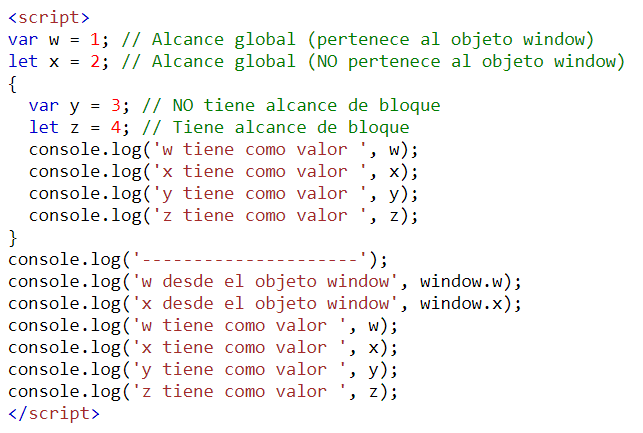 <script>
var w = 1; // Alcance global (pertenece al objeto window)
let x = 2; // Alcance global (NO pertenece al objeto window)
{
  var y = 3; // NO tiene alcance de bloque
  let z = 4; // Tiene alcance de bloque
  console.log('w tiene como valor ', w);
  console.log('x tiene como valor ', x);
  console.log('y tiene como valor ', y);
  console.log('z tiene como valor ', z);
}
console.log('---------------------');
console.log('w desde el objeto window', window.w);
console.log('x desde el objeto window', window.x);
console.log('w tiene como valor ', w);
console.log('x tiene como valor ', x);
console.log('y tiene como valor ', y);
console.log('z tiene como valor ', z);
</script>